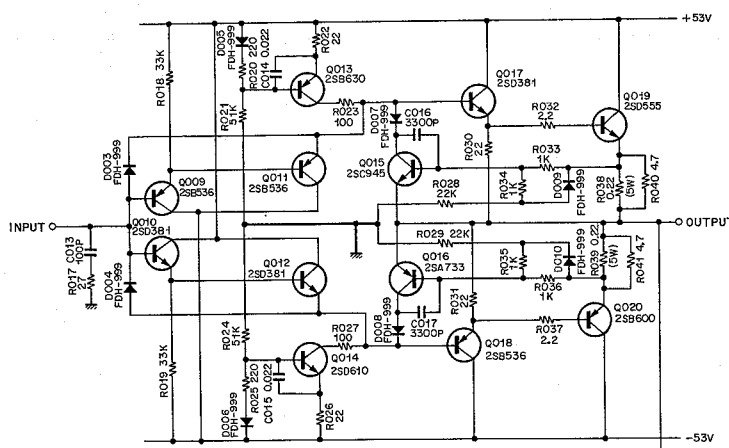 +53V
R018 33K
D005
FDH-999
R020 220
C014 0.022
R022
22
Q013
2SB630
R021
51K
R023
100
Q017
2SD381
Q019
2SD555
D007
FDH-999
C016
3300P
R032
2.2
R030
22
D003
FDH-999
Q011
2SB536
Q015
2SC945
R033
1K
R034
1K
D009
FDH-999
R038
0.22
(5W)
R040 4.7
Q009
2SB536
R028
22K
INPUT
OUTPUT
Q010
2SD381
C013
100P
R017
27
D004
FDH-999
Q012
2SD381
R029 22K
Q016
2SA733
R035
1K
D010
FDH-999
R039 0.22
(5W)
R041 4.7
R036
1K
R031
22
C017
3300P
D008
FDH-999
R024
51K
R027
100
Q014
2SD610
Q018
2SB536
R037
2.2
Q020
2SB600
R019 33K
D006
FDH-999
R025 220
C015 0.022
R026
22
-53V